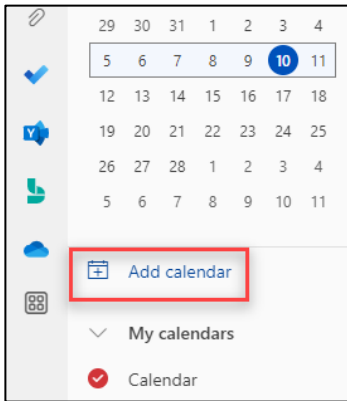 29 30 31 1 2 3 4
5 6 7 8 9 10 11
12 13 14 15 16 17 18
19 20 21 22 23 24 25
26 27 28 1 2 3 4
5 6 7 8 9 10 11
Add calendar
My calendars
Calendar